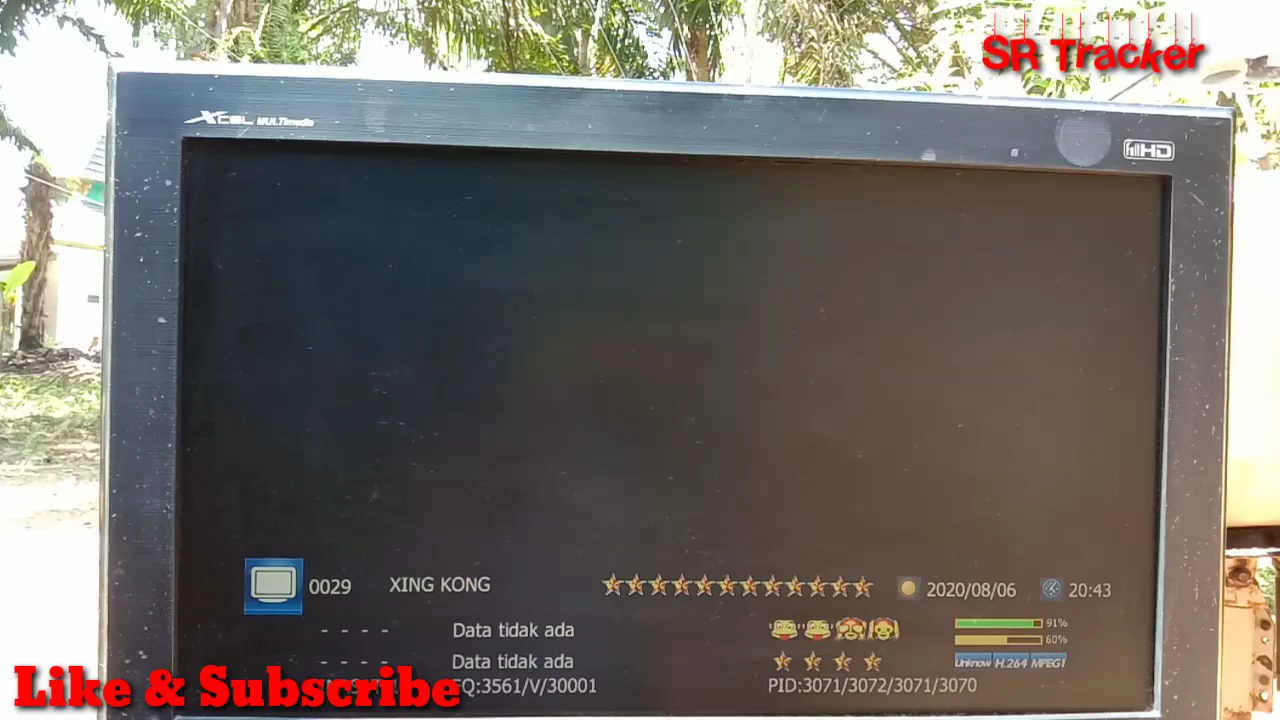 SR Tracker
XCEL MULTimedia
HD
0029 XING KONG 2020/08/06 20:43
- - - - Data tidak ada 91%
60%
- - - - Data tidak ada Unknow H.264 MPEG1
FQ:3561/V/30001 PID:3071/3072/3071/3070
Like & Subscribe